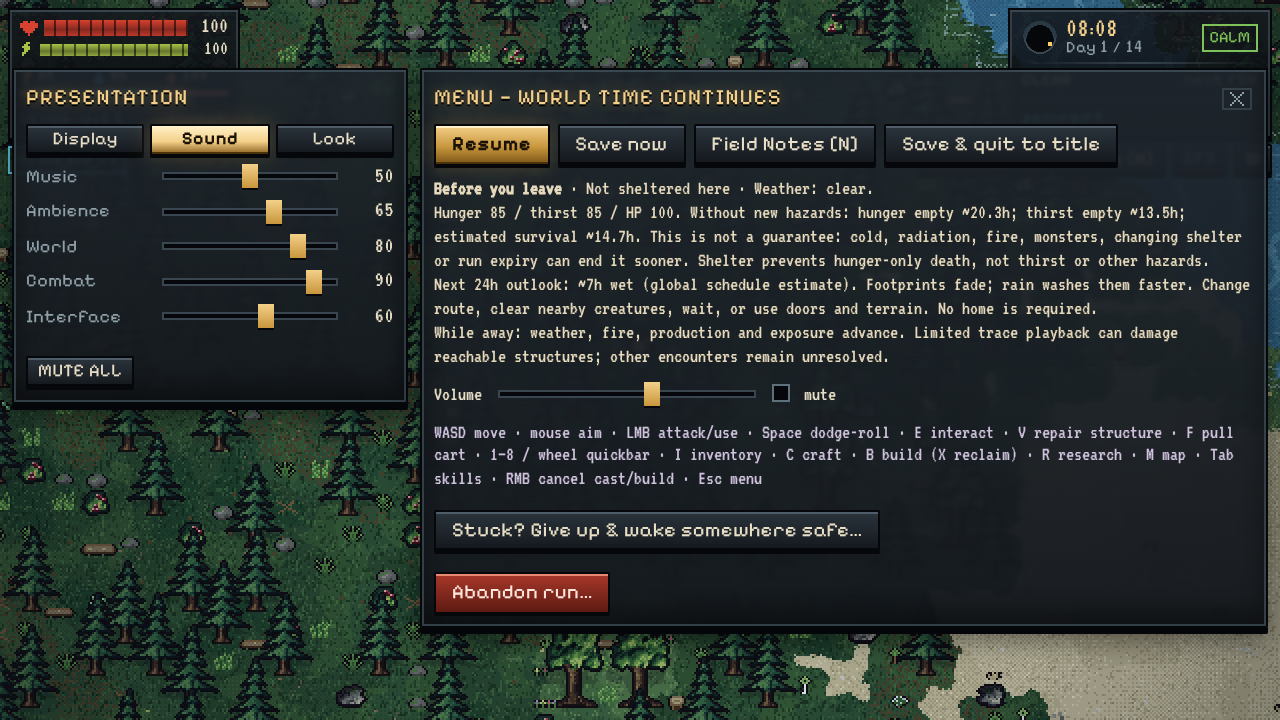 100
100
08:08
Day 1 / 14
CALM
PRESENTATION
Display
Sound
Look
Music 50
Ambience 65
World 80
Combat 90
Interface 60
MUTE ALL
MENU - WORLD TIME CONTINUES
Resume
Save now
Field Notes (N)
Save & quit to title
Before you leave · Not sheltered here · Weather: clear.
Hunger 85 / thirst 85 / HP 100. Without new hazards: hunger empty ~20.3h; thirst empty ~13.5h;
estimated survival ~14.7h. This is not a guarantee: cold, radiation, fire, monsters, changing shelter
or run expiry can end it sooner. Shelter prevents hunger-only death, not thirst or other hazards.
Next 24h outlook: ~7h wet (global schedule estimate). Footprints fade; rain washes them faster. Change
route, clear nearby creatures, wait, or use doors and terrain. No home is required.
While away: weather, fire, production and exposure advance. Limited trace playback can damage
reachable structures; other encounters remain unresolved.
Volume
mute
WASD move · mouse aim · LMB attack/use · Space dodge-roll · E interact · V repair structure · F pull
cart · 1-8 / wheel quickbar · I inventory · C craft · B build (X reclaim) · R research · M map · Tab
skills · RMB cancel cast/build · Esc menu
Stuck? Give up & wake somewhere safe...
Abandon run...